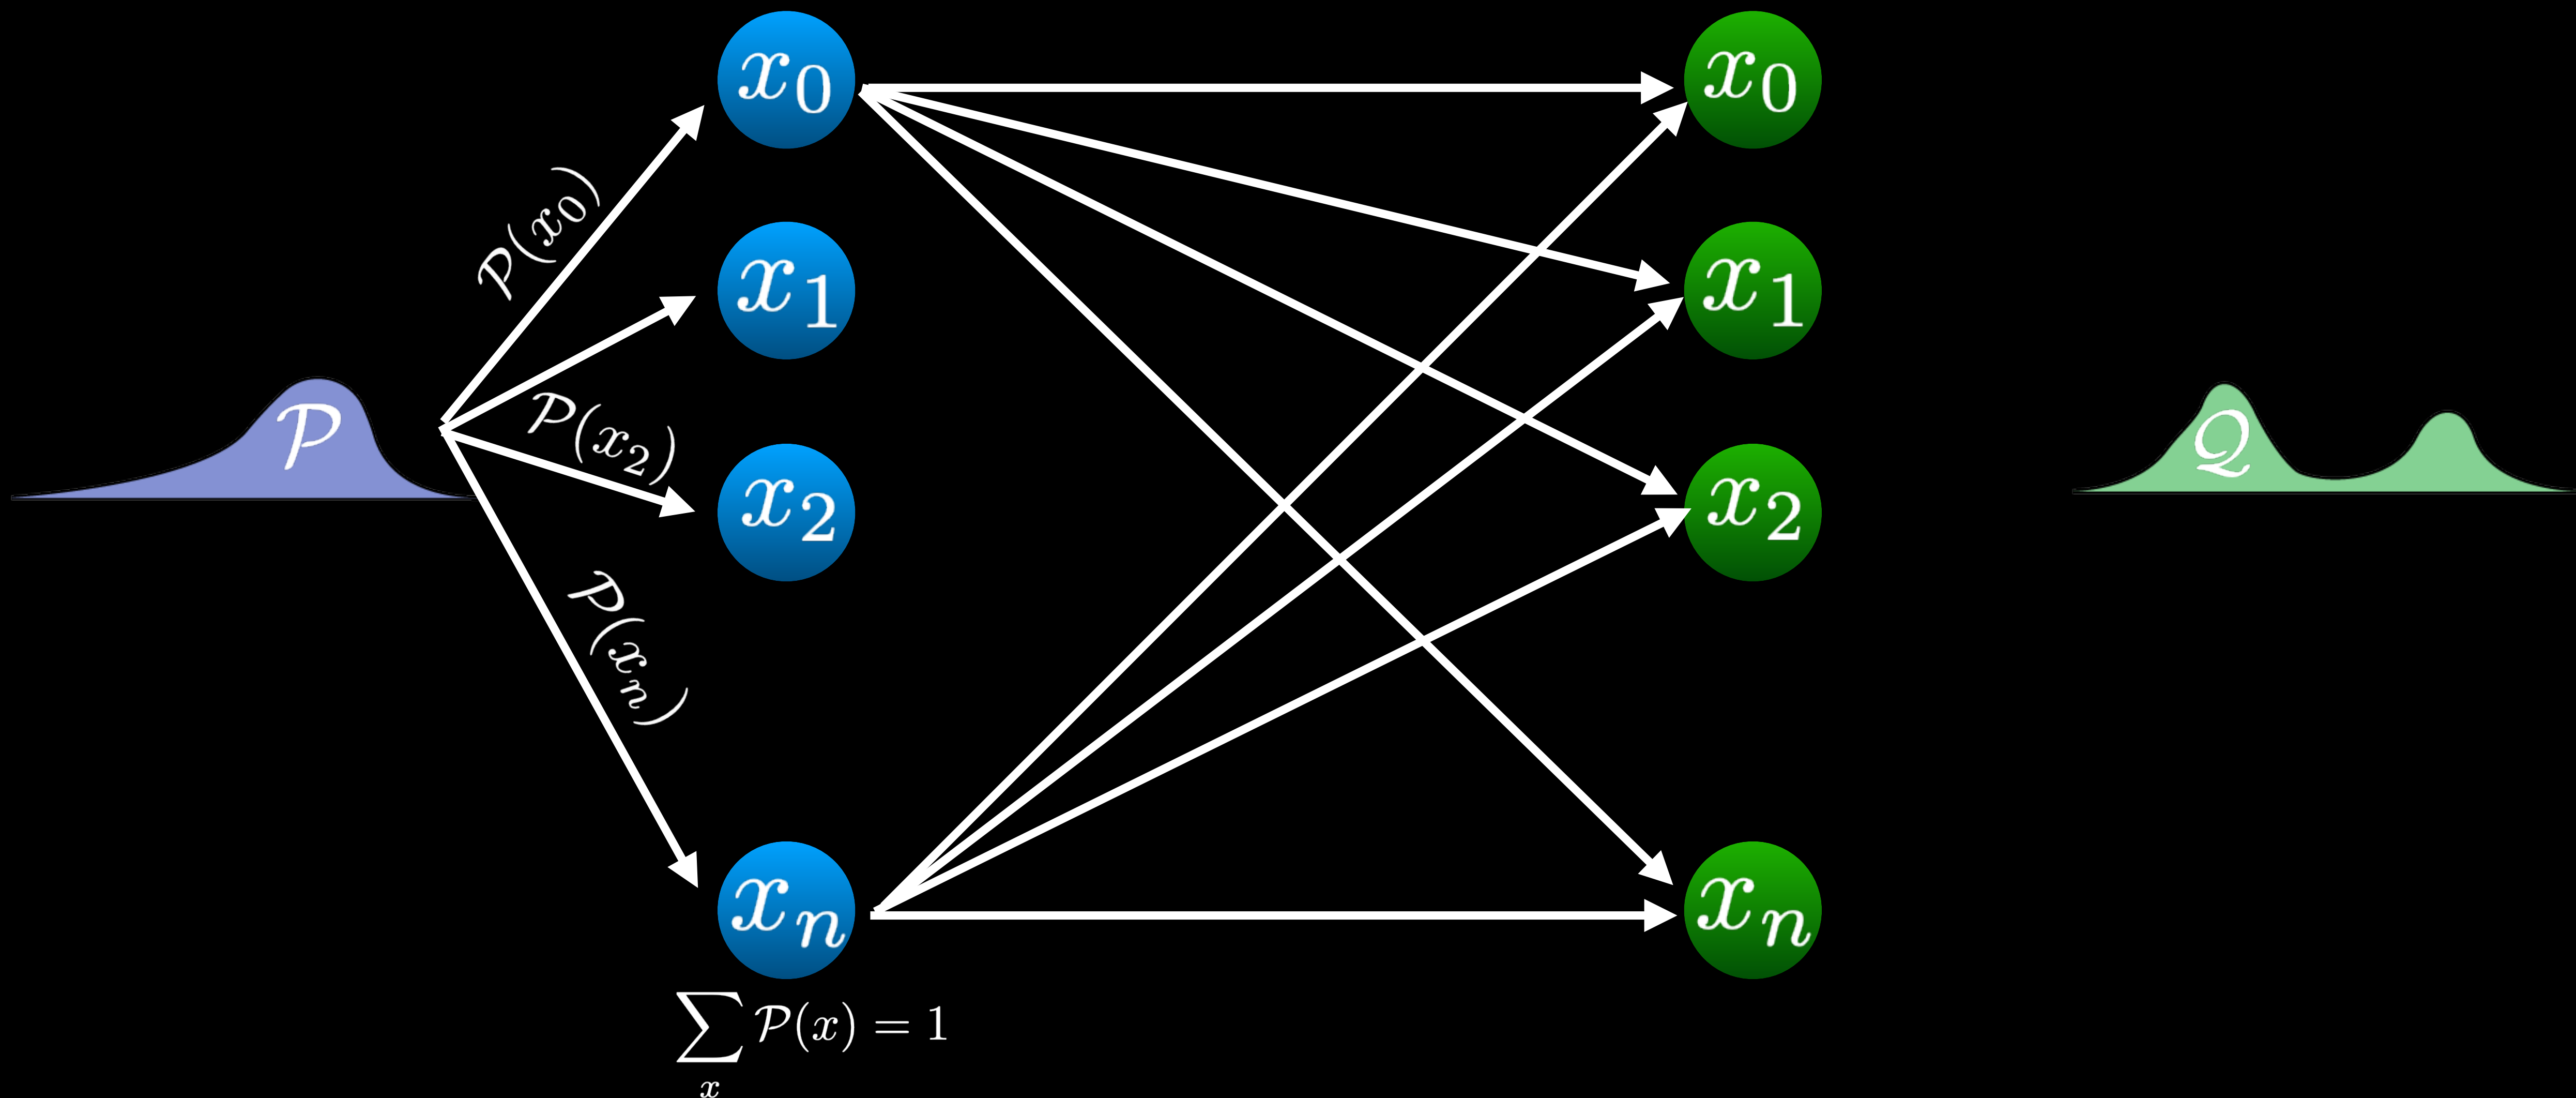 𝒫
𝒫(x₀)
𝒫(x₂)
𝒫(xₙ)
x₀
x₁
x₂
xₙ
∑ₓ 𝒫(x) = 1
x₀
x₁
x₂
xₙ
𝒬